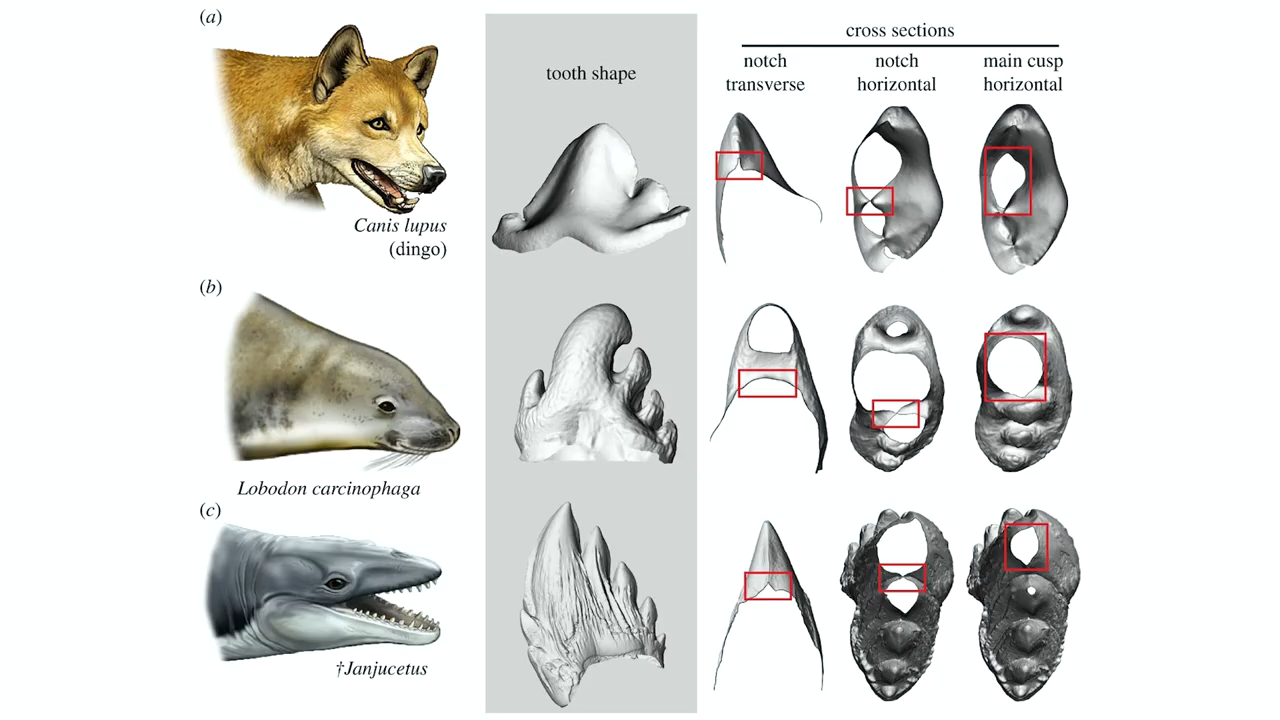 (a)
cross sections
tooth shape
notch
transverse
notch
horizontal
main cusp
horizontal
Canis lupus
(dingo)
(b)
Lobodon carcinophaga
(c)
†Janjucetus